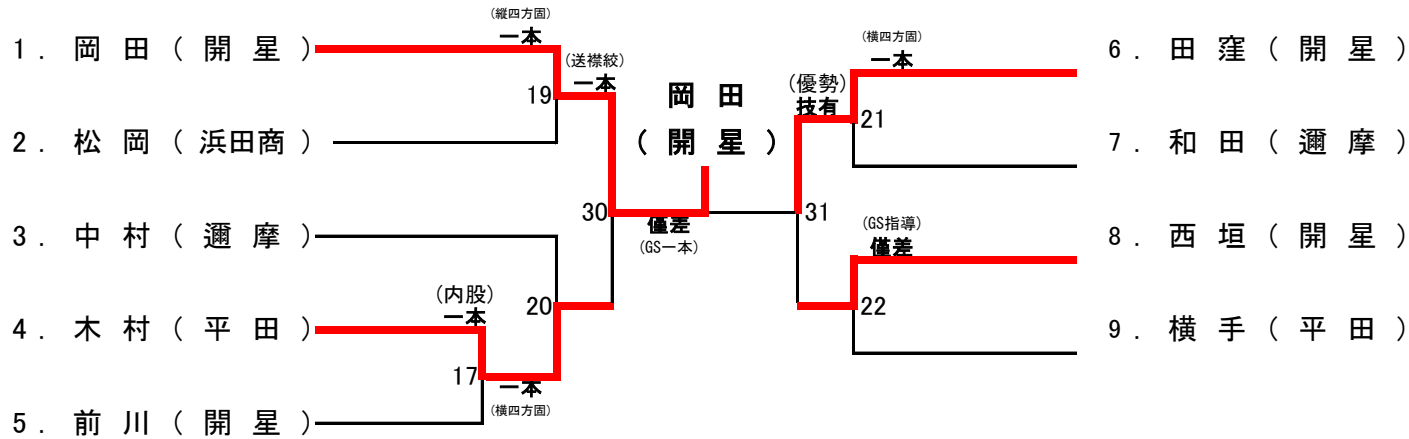 (縦四方固)
一本
1. 岡田(開星)
(送襟絞)
一本
19
2. 松岡(浜田商)
岡田
(開星)
30
僅差
(GS一本)
3. 中村(邇摩)
20
(内股)
一本
4. 木村(平田)
17
一本
(横四方固)
5. 前川(開星)
(横四方固)
一本
6. 田窪(開星)
(優勢)
技有
21
7. 和田(邇摩)
31
(GS指導)
僅差
8. 西垣(開星)
22
9. 横手(平田)